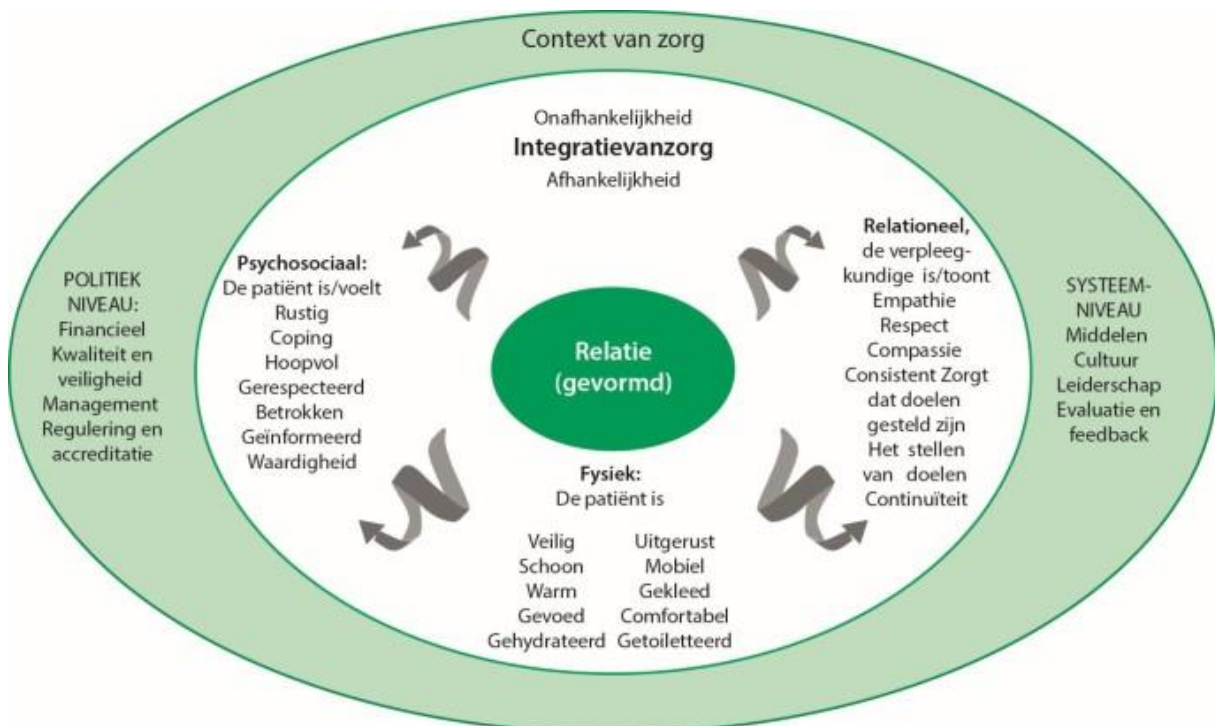 Context van zorg
Onafhankelijkheid
Integratievanzorg
Afhankelijkheid
POLITIEK
NIVEAU:
Financieel
Kwaliteit en
veiligheid
Management
Regulering en
accreditatie
Psychosociaal:
De patiënt is/voelt
Rustig
Coping
Hoopvol
Gerespecteerd
Betrokken
Geïnformeerd
Waardigheid
Relatie
(gevormd)
Relationeel,
de verpleeg-
kundige is/toont
Empathie
Respect
Compassie
Consistent Zorgt
dat doelen
gesteld zijn
Het stellen
van doelen
Continuïteit
SYSTEEM-
NIVEAU
Middelen
Cultuur
Leiderschap
Evaluatie en
feedback
Fysiek:
De patiënt is
Veilig Uitgerust
Schoon Mobiel
Warm Gekleed
Gevoed Comfortabel
Gehydrateerd Getoiletteerd